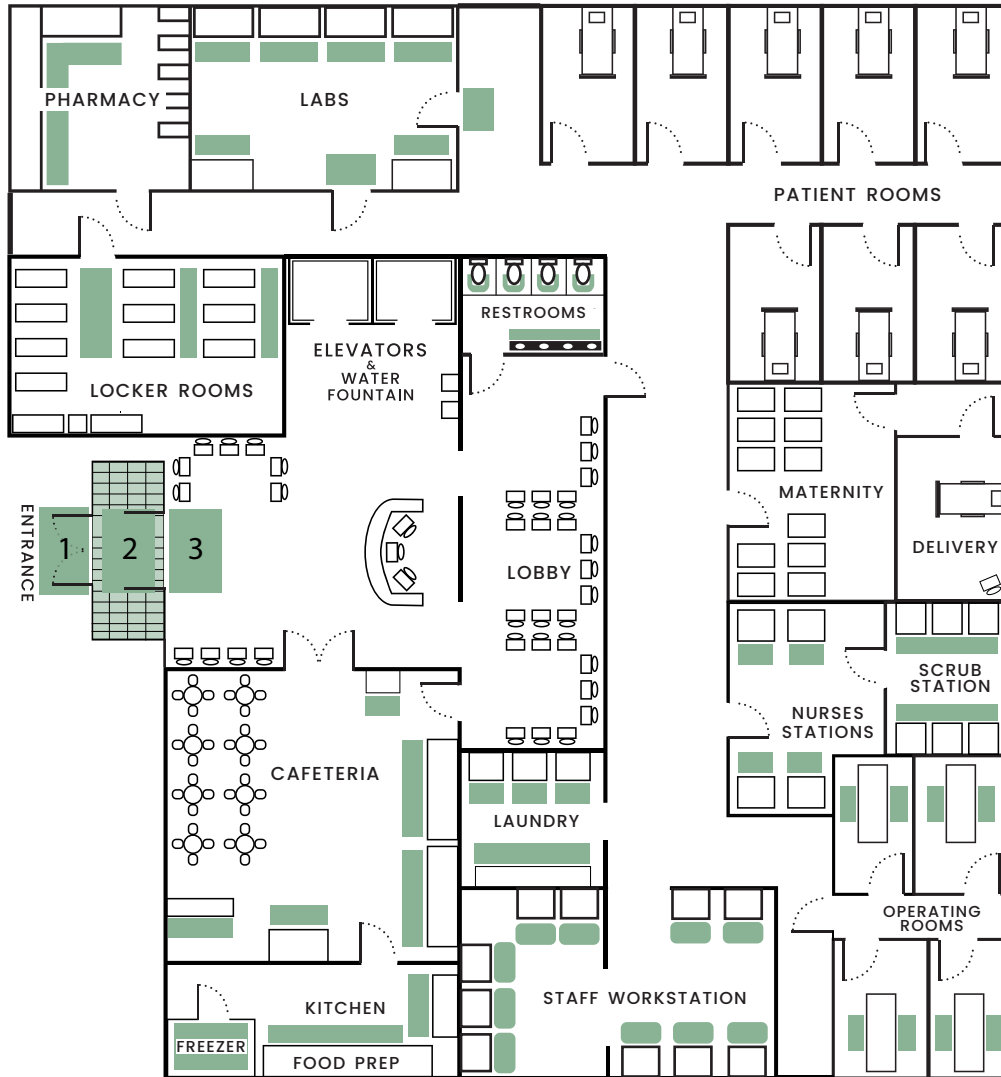 PHARMACY
LABS
PATIENT ROOMS
RESTROOMS
ELEVATORS
&
WATER
FOUNTAIN
LOCKER ROOMS
MATERNITY
ENTRANCE
1
2
3
LOBBY
DELIVERY
SCRUB
STATION
NURSES
STATIONS
CAFETERIA
LAUNDRY
OPERATING
ROOMS
STAFF WORKSTATION
KITCHEN
FREEZER
FOOD PREP